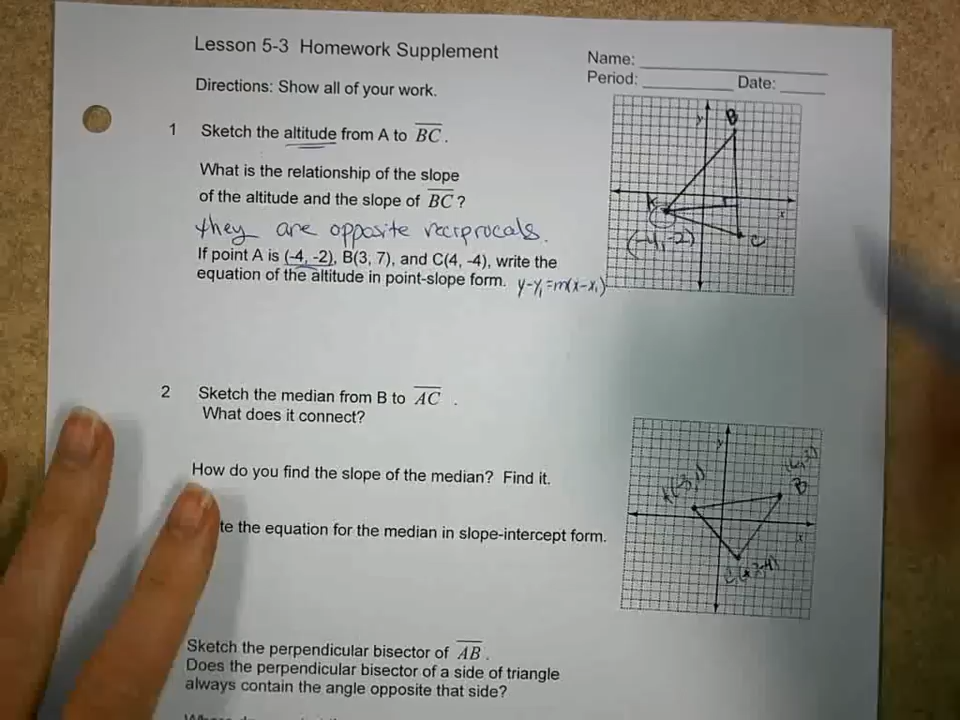 Lesson 5-3 Homework Supplement
Name:
Period: Date:
Directions: Show all of your work.
1 Sketch the altitude from A to BC.
What is the relationship of the slope
of the altitude and the slope of BC?
they are opposite reciprocals.
If point A is (-4, -2), B(3, 7), and C(4, -4), write the
equation of the altitude in point-slope form. y-y₁=m(x-x₁)
y
B
A
x
(-4,-2)
C
2 Sketch the median from B to AC .
What does it connect?
How do you find the slope of the median? Find it.
te the equation for the median in slope-intercept form.
y
B
x
Sketch the perpendicular bisector of AB .
Does the perpendicular bisector of a side of triangle
always contain the angle opposite that side?